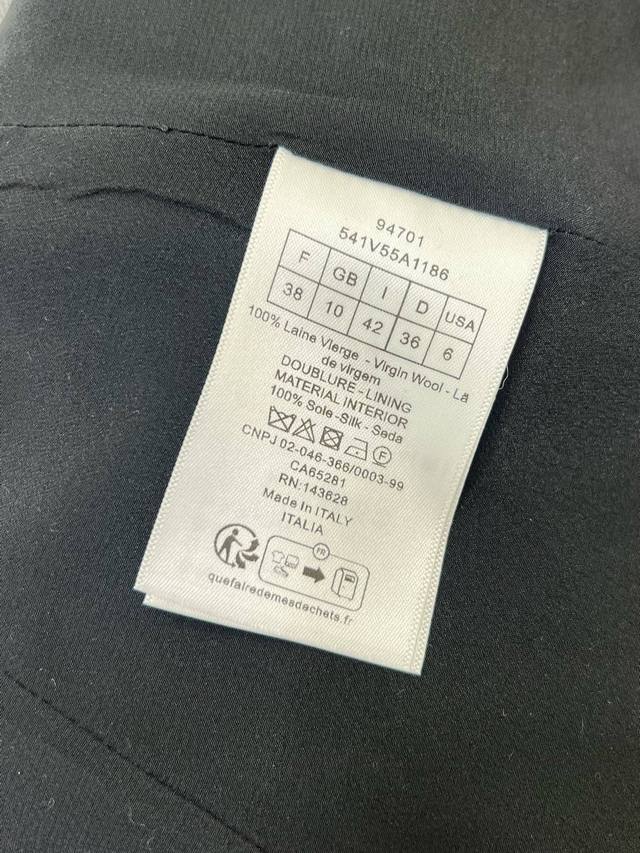 94701
541V55A1186
F GB I D USA
38 10 42 36 6
100% Laine Vierge - Virgin Wool - Lã
de virgem
DOUBLURE - LINING
MATERIAL INTERIOR
100% Soie - Silk - Seda
F
CNPJ 02-046-366/0003-99
CA65281
RN:143628
Made In ITALY
ITALIA
FR
quefairedemesdechets.fr